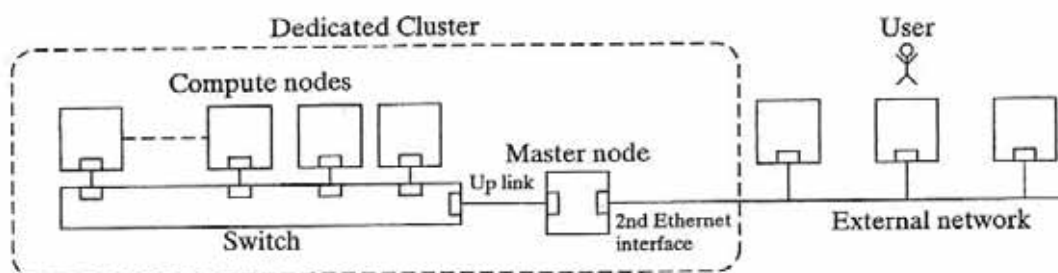 Dedicated Cluster
User
Compute nodes
Master node
Up link
Switch
2nd Ethernet
interface
External network